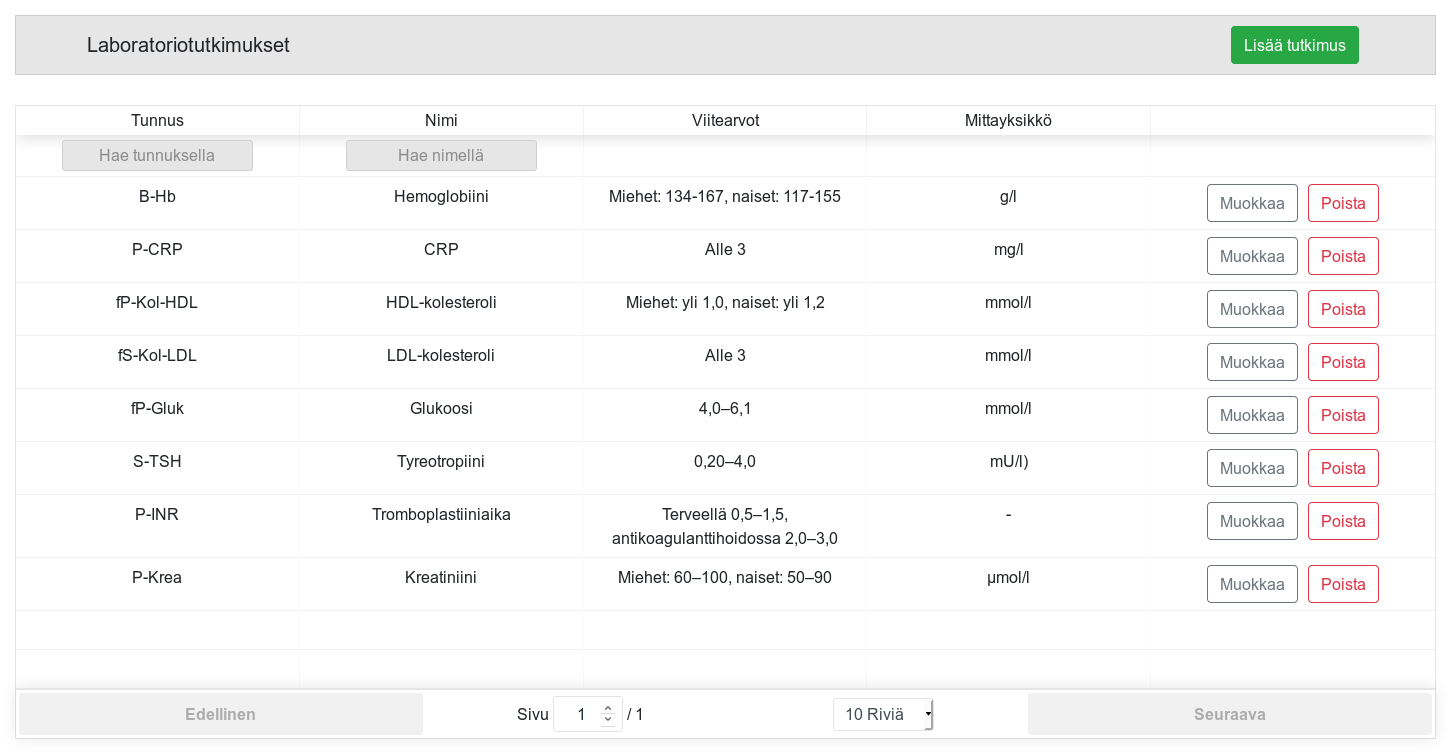 Laboratoriotutkimukset Lisää tutkimus
Tunnus Nimi Viitearvot Mittayksikkö
Hae tunnuksella Hae nimellä
B-Hb Hemoglobiini Miehet: 134-167, naiset: 117-155 g/l Muokkaa Poista
P-CRP CRP Alle 3 mg/l Muokkaa Poista
fP-Kol-HDL HDL-kolesteroli Miehet: yli 1,0, naiset: yli 1,2 mmol/l Muokkaa Poista
fS-Kol-LDL LDL-kolesteroli Alle 3 mmol/l Muokkaa Poista
fP-Gluk Glukoosi 4,0–6,1 mmol/l Muokkaa Poista
S-TSH Tyreotropiini 0,20–4,0 mU/l) Muokkaa Poista
P-INR Tromboplastiiniaika Terveellä 0,5–1,5, - Muokkaa Poista
antikoagulanttihoidossa 2,0–3,0
P-Krea Kreatiniini Miehet: 60–100, naiset: 50–90 µmol/l Muokkaa Poista
Edellinen Sivu 1 / 1 10 Riviä Seuraava